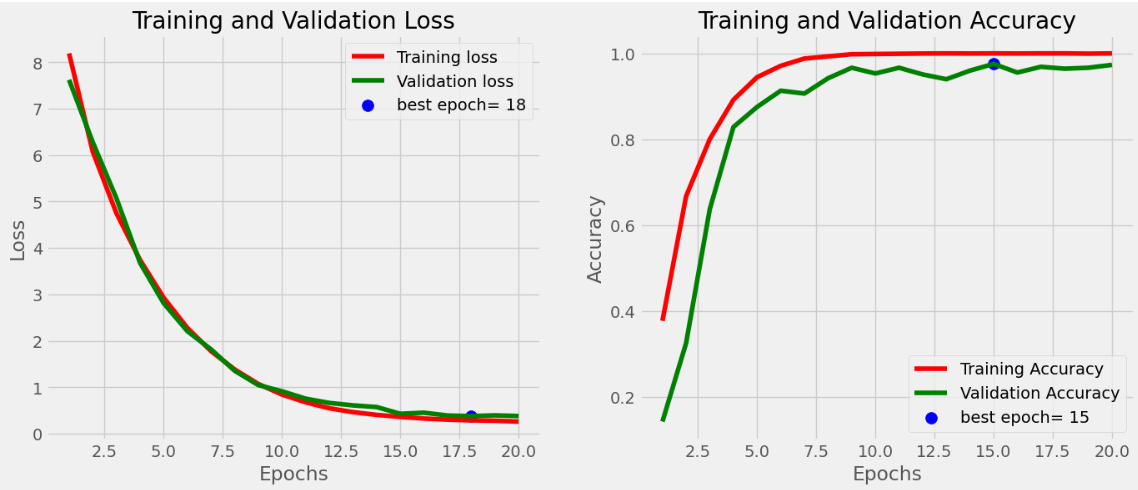 Training and Validation Loss
Training loss
Validation loss
best epoch= 18
8
7
6
5
4
3
2
1
0
Loss
2.5 5.0 7.5 10.0 12.5 15.0 17.5 20.0
Epochs
Training and Validation Accuracy
1.0
0.8
0.6
0.4
0.2
Accuracy
Training Accuracy
Validation Accuracy
best epoch= 15
2.5 5.0 7.5 10.0 12.5 15.0 17.5 20.0
Epochs